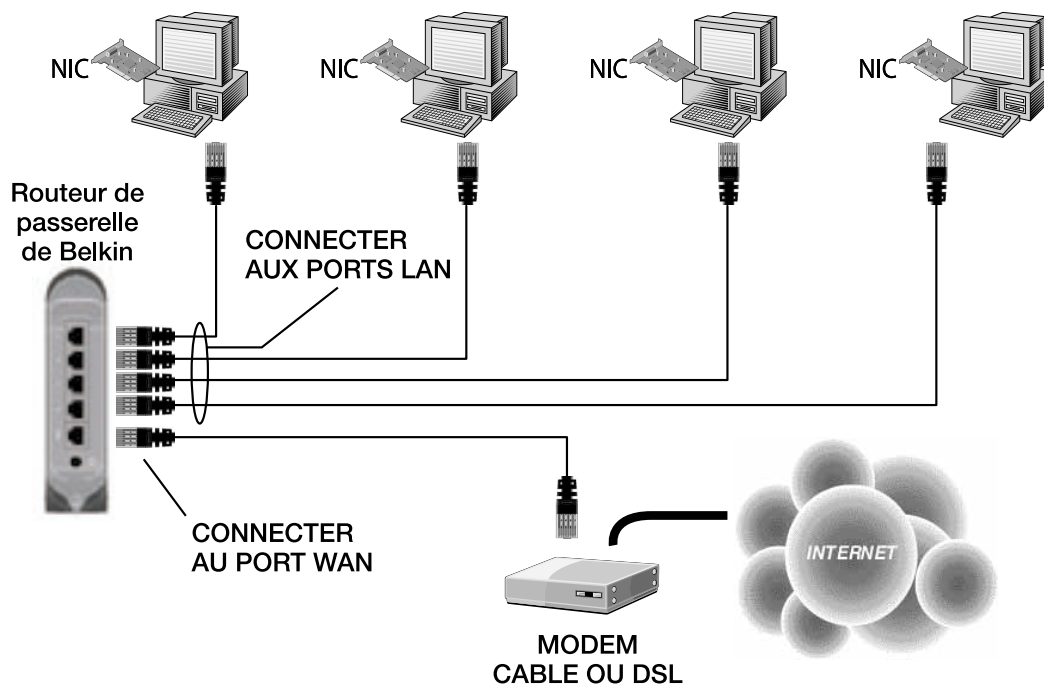 NIC
NIC
NIC
NIC
Routeur de
passerelle
de Belkin
CONNECTER
AUX PORTS LAN
CONNECTER
AU PORT WAN
INTERNET
MODEM
CABLE OU DSL